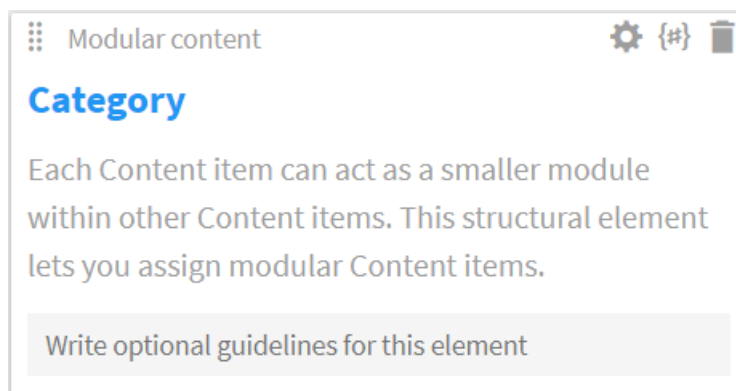 Modular content {#}
Category
Each Content item can act as a smaller module
within other Content items. This structural element
lets you assign modular Content items.
Write optional guidelines for this element